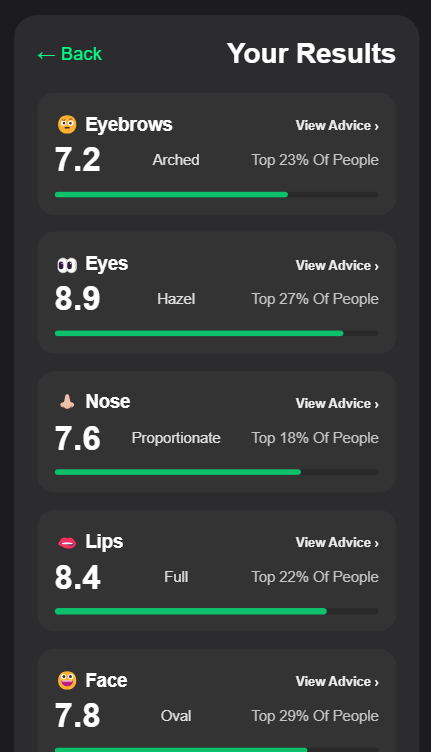 ← Back Your Results
Eyebrows View Advice ›
7.2 Arched Top 23% Of People
Eyes View Advice ›
8.9 Hazel Top 27% Of People
Nose View Advice ›
7.6 Proportionate Top 18% Of People
Lips View Advice ›
8.4 Full Top 22% Of People
Face View Advice ›
7.8 Oval Top 29% Of People